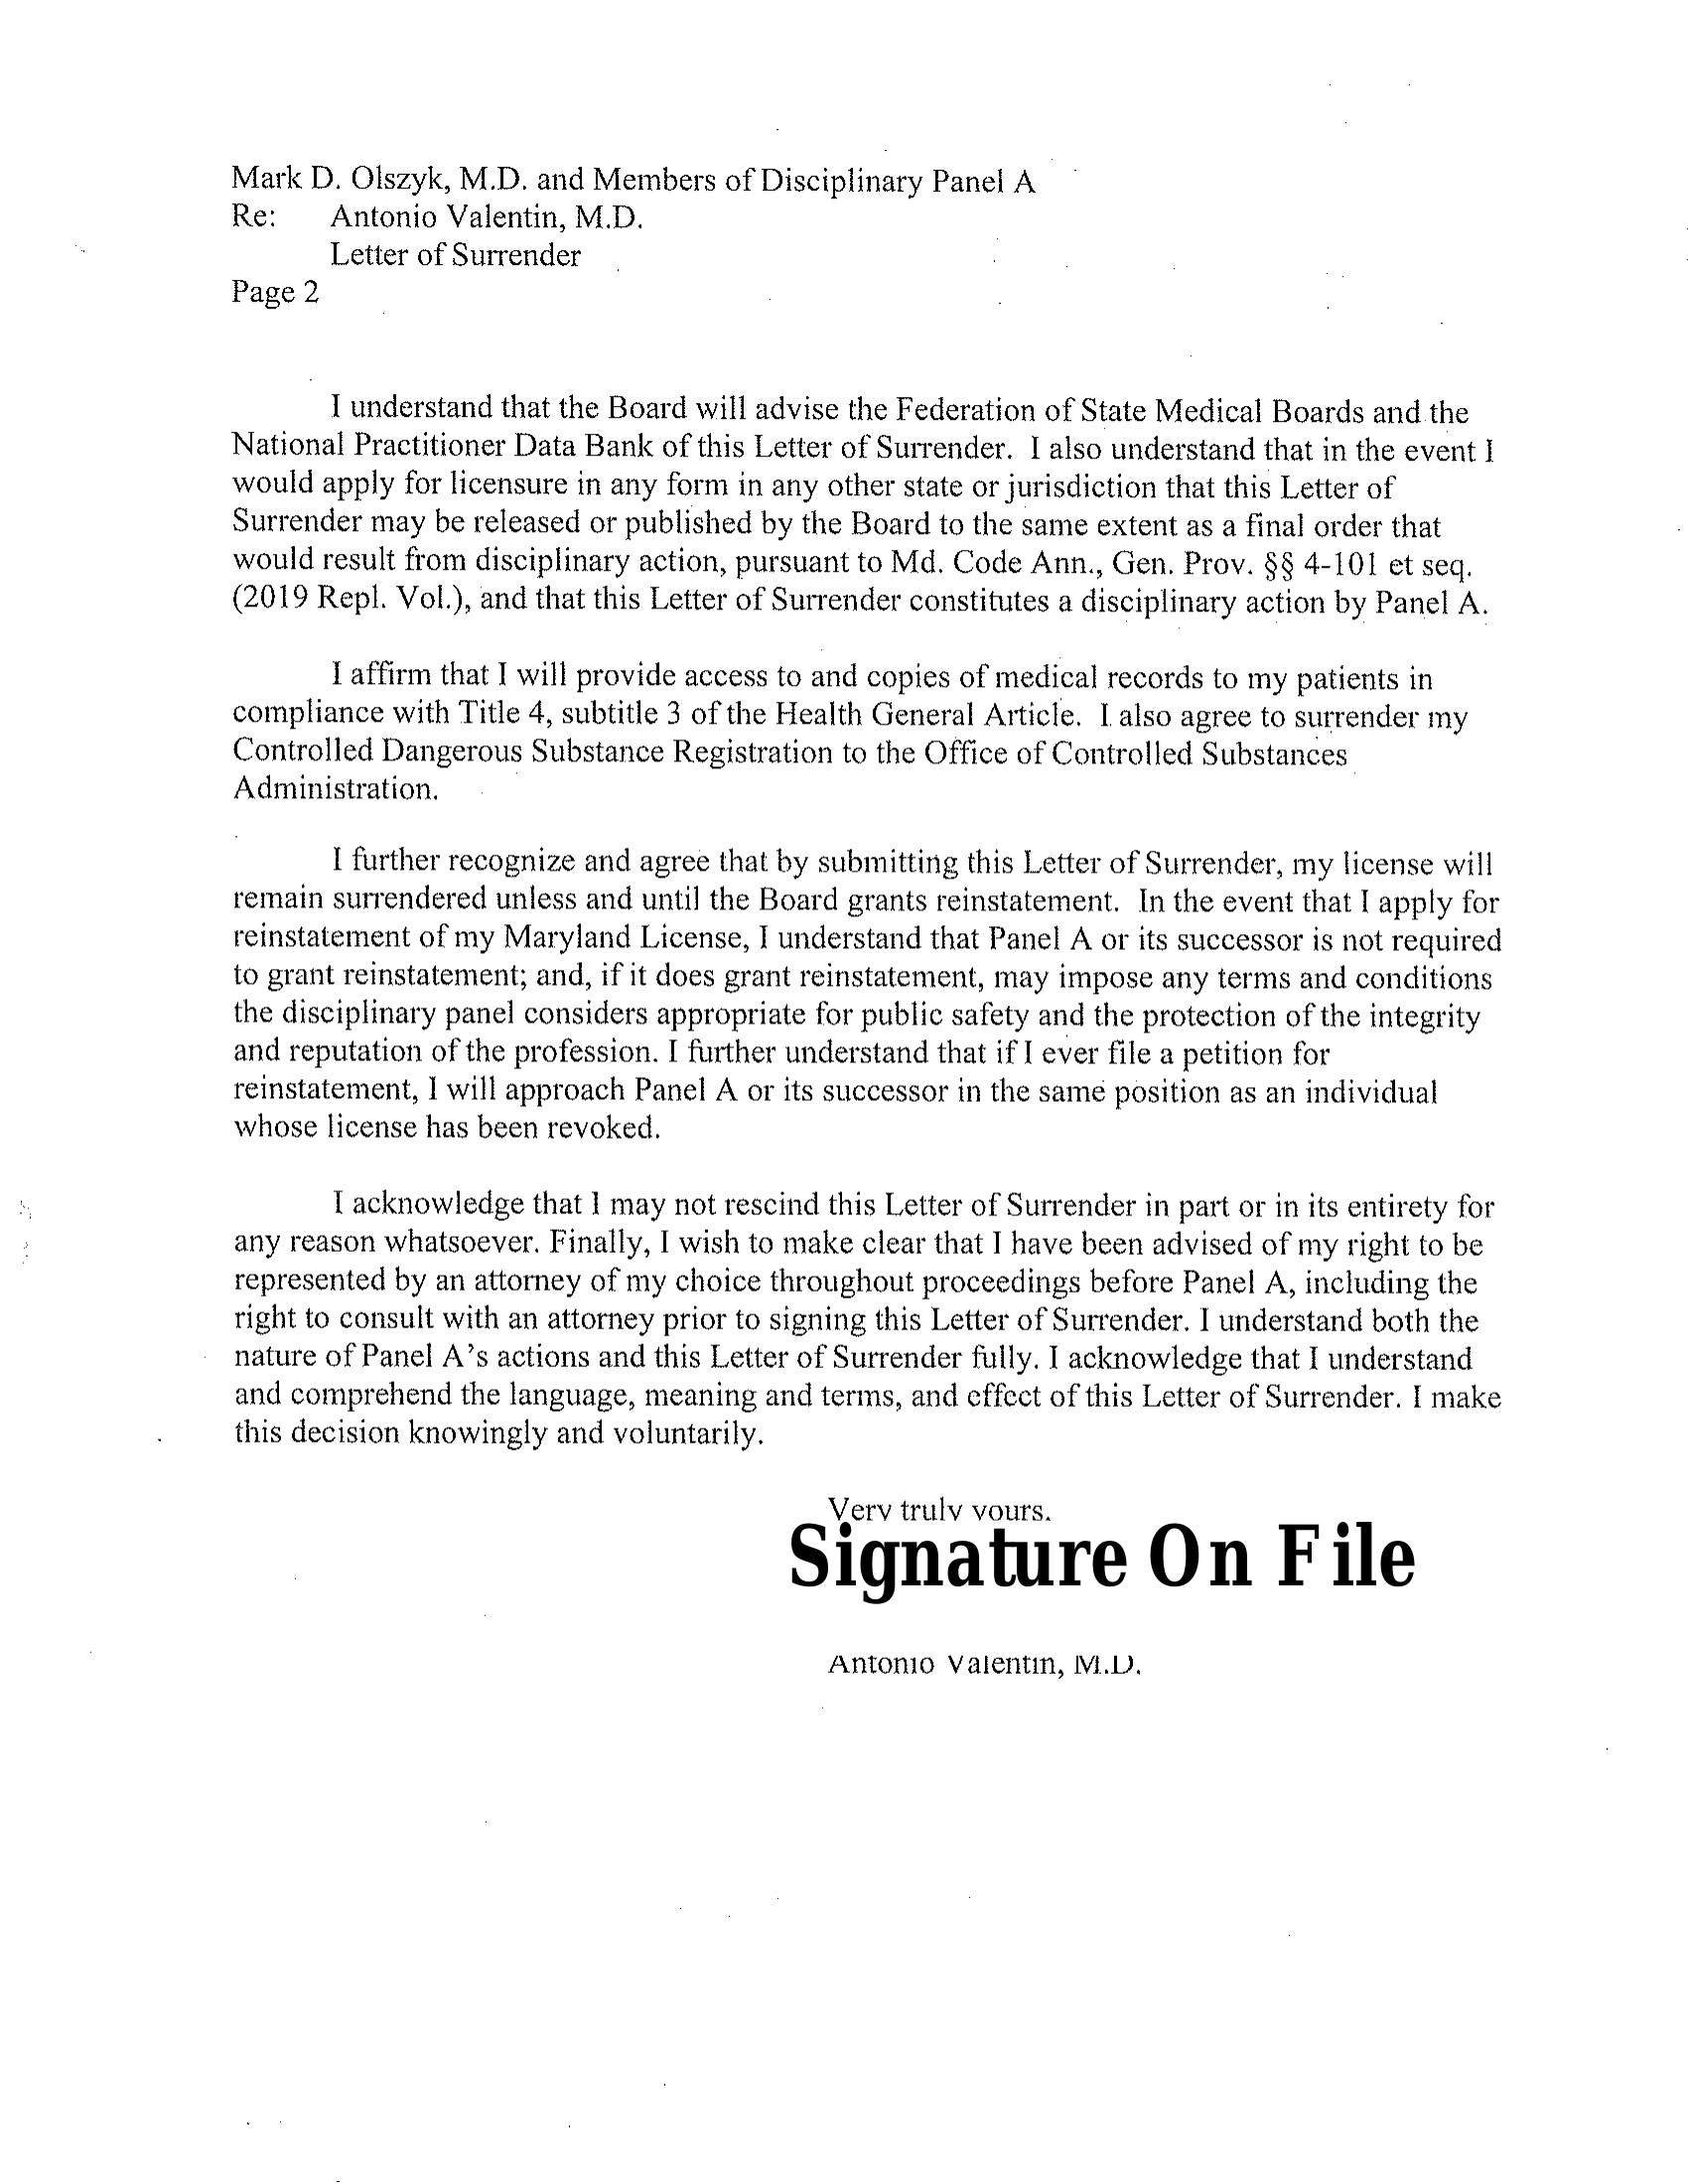 Mark D. Olszyk, M.D. and Members of Disciplinary Panel A
Re: Antonio Valentin, M.D.
Letter of Surrender
Page 2
I understand that the Board will advise the Federation of State Medical Boards and the
National Practitioner Data Bank of this Letter of Surrender. I also understand that in the event I
would apply for licensure in any form in any other state or jurisdiction that this Letter of
Surrender may be released or published by the Board to the same extent as a final order that
would result from disciplinary action, pursuant to Md. Code Ann., Gen. Prov. §§ 4-101 et seq.
(2019 Repl. Vol.), and that this Letter of Surrender constitutes a disciplinary action by Panel A.
I affirm that I will provide access to and copies of medical records to my patients in
compliance with Title 4, subtitle 3 of the Health General Article. I also agree to surrender my
Controlled Dangerous Substance Registration to the Office of Controlled Substances
Administration.
I further recognize and agree that by submitting this Letter of Surrender, my license will
remain surrendered unless and until the Board grants reinstatement. In the event that I apply for
reinstatement of my Maryland License, I understand that Panel A or its successor is not required
to grant reinstatement; and, if it does grant reinstatement, may impose any terms and conditions
the disciplinary panel considers appropriate for public safety and the protection of the integrity
and reputation of the profession. I further understand that if I ever file a petition for
reinstatement, I will approach Panel A or its successor in the same position as an individual
whose license has been revoked.
I acknowledge that I may not rescind this Letter of Surrender in part or in its entirety for
any reason whatsoever. Finally, I wish to make clear that I have been advised of my right to be
represented by an attorney of my choice throughout proceedings before Panel A, including the
right to consult with an attorney prior to signing this Letter of Surrender. I understand both the
nature of Panel A's actions and this Letter of Surrender fully. I acknowledge that I understand
and comprehend the language, meaning and terms, and effect of this Letter of Surrender. I make
this decision knowingly and voluntarily.
Very truly yours.
Signature On File
Antonio Valentin, M.D.